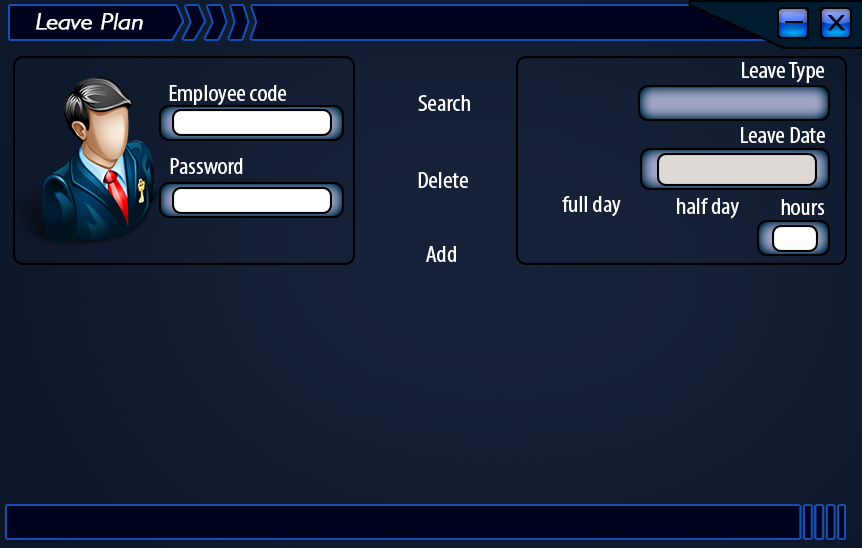 Leave Plan
Employee code
Password
Search
Delete
Add
Leave Type
Leave Date
full day
half day
hours